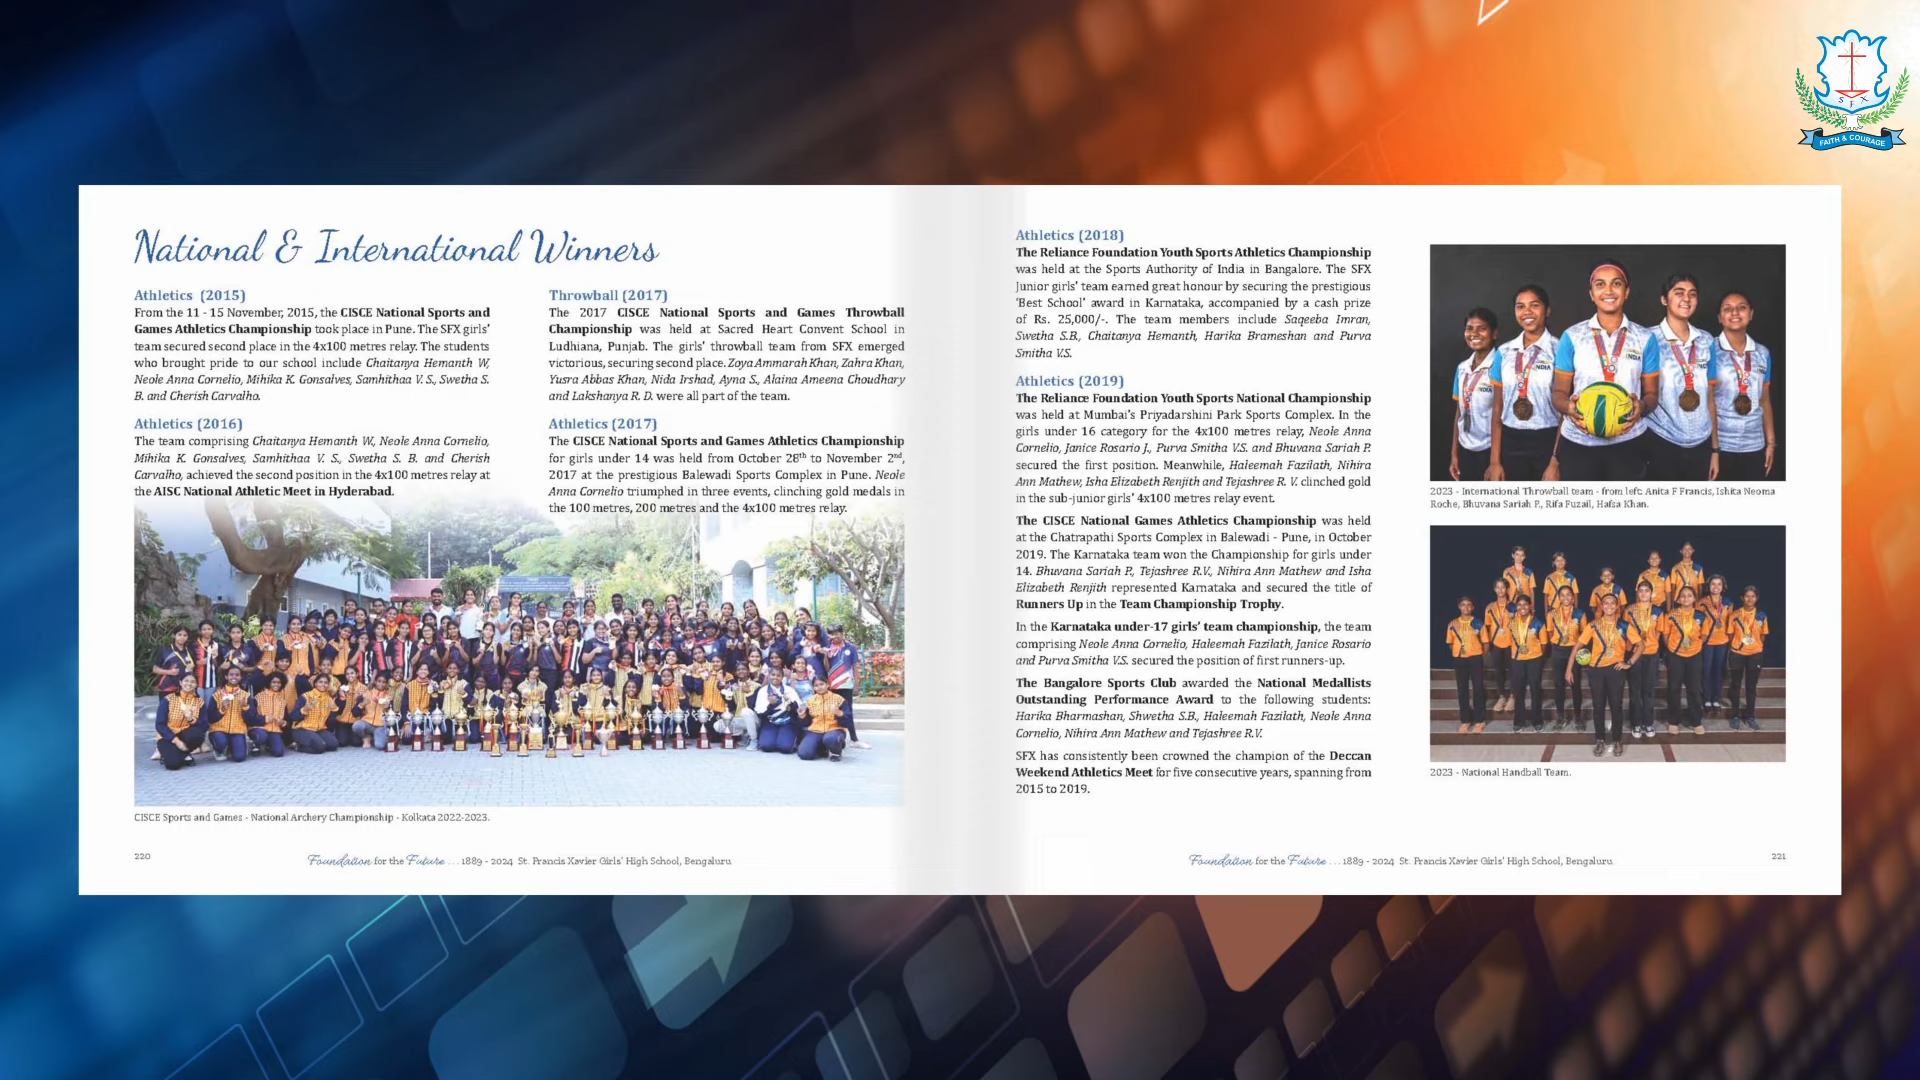 S F X
FAITH & COURAGE
National & International Winners
Athletics (2015)
From the 11 - 15 November, 2015, the CISCE National Sports and
Games Athletics Championship took place in Pune. The SFX girls'
team secured second place in the 4x100 metres relay. The students
who brought pride to our school include Chaitanya Hemanth W,
Neole Anna Cornelio, Mihika K. Gonsalves, Samhithaa V. S., Swetha S.
B. and Cherish Carvalho.
Athletics (2016)
The team comprising Chaitanya Hemanth W, Neole Anna Cornelio,
Mihika K. Gonsalves, Samhithaa V. S., Swetha S. B. and Cherish
Carvalho, achieved the second position in the 4x100 metres relay at
the AISC National Athletic Meet in Hyderabad.
Throwball (2017)
The 2017 CISCE National Sports and Games Throwball
Championship was held at Sacred Heart Convent School in
Ludhiana, Punjab. The girls' throwball team from SFX emerged
victorious, securing second place. Zoya Ammarah Khan, Zahra Khan,
Yusra Abbas Khan, Nida Irshad, Ayna S., Alaina Ameena Choudhary
and Lakshanya R. D. were all part of the team.
Athletics (2017)
The CISCE National Sports and Games Athletics Championship
for girls under 14 was held from October 28th to November 2nd,
2017 at the prestigious Balewadi Sports Complex in Pune. Neole
Anna Cornelio triumphed in three events, clinching gold medals in
the 100 metres, 200 metres and the 4x100 metres relay.
CISCE Sports and Games - National Archery Championship - Kolkata 2022-2023.
220
Foundation for the Future . . . 1889 - 2024 St. Francis Xavier Girls' High School, Bengaluru
Athletics (2018)
The Reliance Foundation Youth Sports Athletics Championship
was held at the Sports Authority of India in Bangalore. The SFX
Junior girls' team earned great honour by securing the prestigious
'Best School' award in Karnataka, accompanied by a cash prize
of Rs. 25,000/-. The team members include Saqeeba Imran,
Swetha S.B., Chaitanya Hemanth, Harika Brameshan and Purva
Smitha V.S.
Athletics (2019)
The Reliance Foundation Youth Sports National Championship
was held at Mumbai's Priyadarshini Park Sports Complex. In the
girls under 16 category for the 4x100 metres relay, Neole Anna
Cornelio, Janice Rosario J., Purva Smitha V.S. and Bhuvana Sariah P.
secured the first position. Meanwhile, Haleemah Fazilath, Nihira
Ann Mathew, Isha Elizabeth Renjith and Tejashree R. V. clinched gold
in the sub-junior girls' 4x100 metres relay event.
The CISCE National Games Athletics Championship was held
at the Chatrapathi Sports Complex in Balewadi - Pune, in October
2019. The Karnataka team won the Championship for girls under
14. Bhuvana Sariah P., Tejashree R.V., Nihira Ann Mathew and Isha
Elizabeth Renjith represented Karnataka and secured the title of
Runners Up in the Team Championship Trophy.
In the Karnataka under-17 girls' team championship, the team
comprising Neole Anna Cornelio, Haleemah Fazilath, Janice Rosario
and Purva Smitha V.S. secured the position of first runners-up.
The Bangalore Sports Club awarded the National Medallists
Outstanding Performance Award to the following students:
Harika Bharmashan, Shwetha S.B., Haleemah Fazilath, Neole Anna
Cornelio, Nihira Ann Mathew and Tejashree R.V.
SFX has consistently been crowned the champion of the Deccan
Weekend Athletics Meet for five consecutive years, spanning from
2015 to 2019.
INDIA
INDIA
INDIA
INDIA
INDIA
2023 - International Throwball team - from left: Anita F Francis, Ishita Neoma
Roche, Bhuvana Sariah P., Rifa Fuzail, Hafsa Khan.
2023 - National Handball Team.
Foundation for the Future . . . 1889 - 2024 St. Francis Xavier Girls' High School, Bengaluru
221